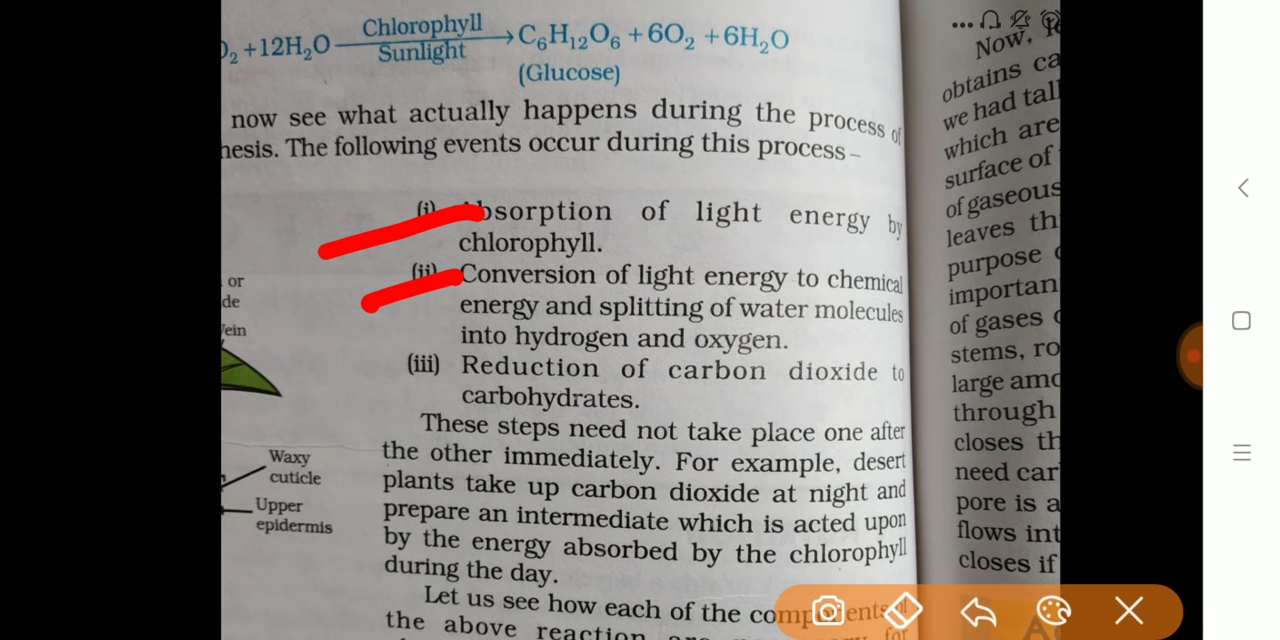 +12H₂O Chlorophyll Sunlight → C₆H₁₂O₆ + 6O₂ + 6H₂O
(Glucose)
now see what actually happens during the process of
The following events occur during this process –
(i) bsorption of light energy by
chlorophyll.
(ii) Conversion of light energy to chemical
energy and splitting of water molecules
into hydrogen and oxygen.
(iii) Reduction of carbon dioxide to
carbohydrates.
These steps need not take place one after
the other immediately. For example, desert
plants take up carbon dioxide at night and
prepare an intermediate which is acted upon
by the energy absorbed by the chlorophyll
during the day.
Let us see how each of the
the above reaction
or
de
ein
Waxy
cuticle
Upper
epidermis
Now,
obtains ca
we had tal
which are
surface of
of gaseous
leaves th
purpose
importan
of gases
stems, ro
large amo
through
closes th
need car
pore is a
flows int
closes if